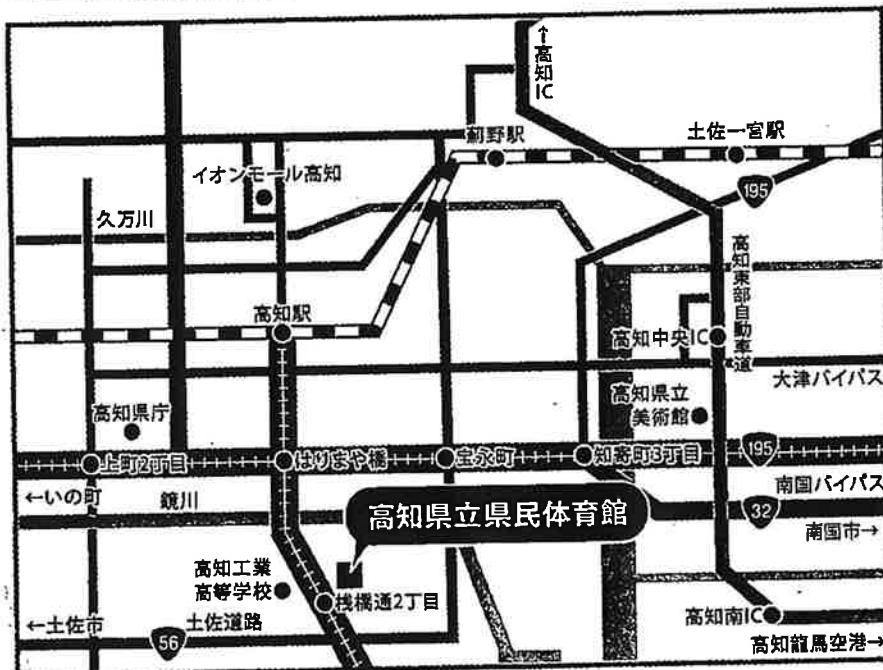 ↑高知IC
薊野駅
土佐一宮駅
イオンモール高知
195
久万川
高知東部自動車道
高知駅
高知中央IC
大津バイパス
高知県庁
高知県立
美術館
上町2丁目
はりまや橋
宝永町
知寄町3丁目
195
←いの町
鏡川
南国バイパス
32
高知県立県民体育館
南国市→
高知工業
高等学校
桟橋通2丁目
高知南IC
←土佐市
56
土佐道路
高知龍馬空港→